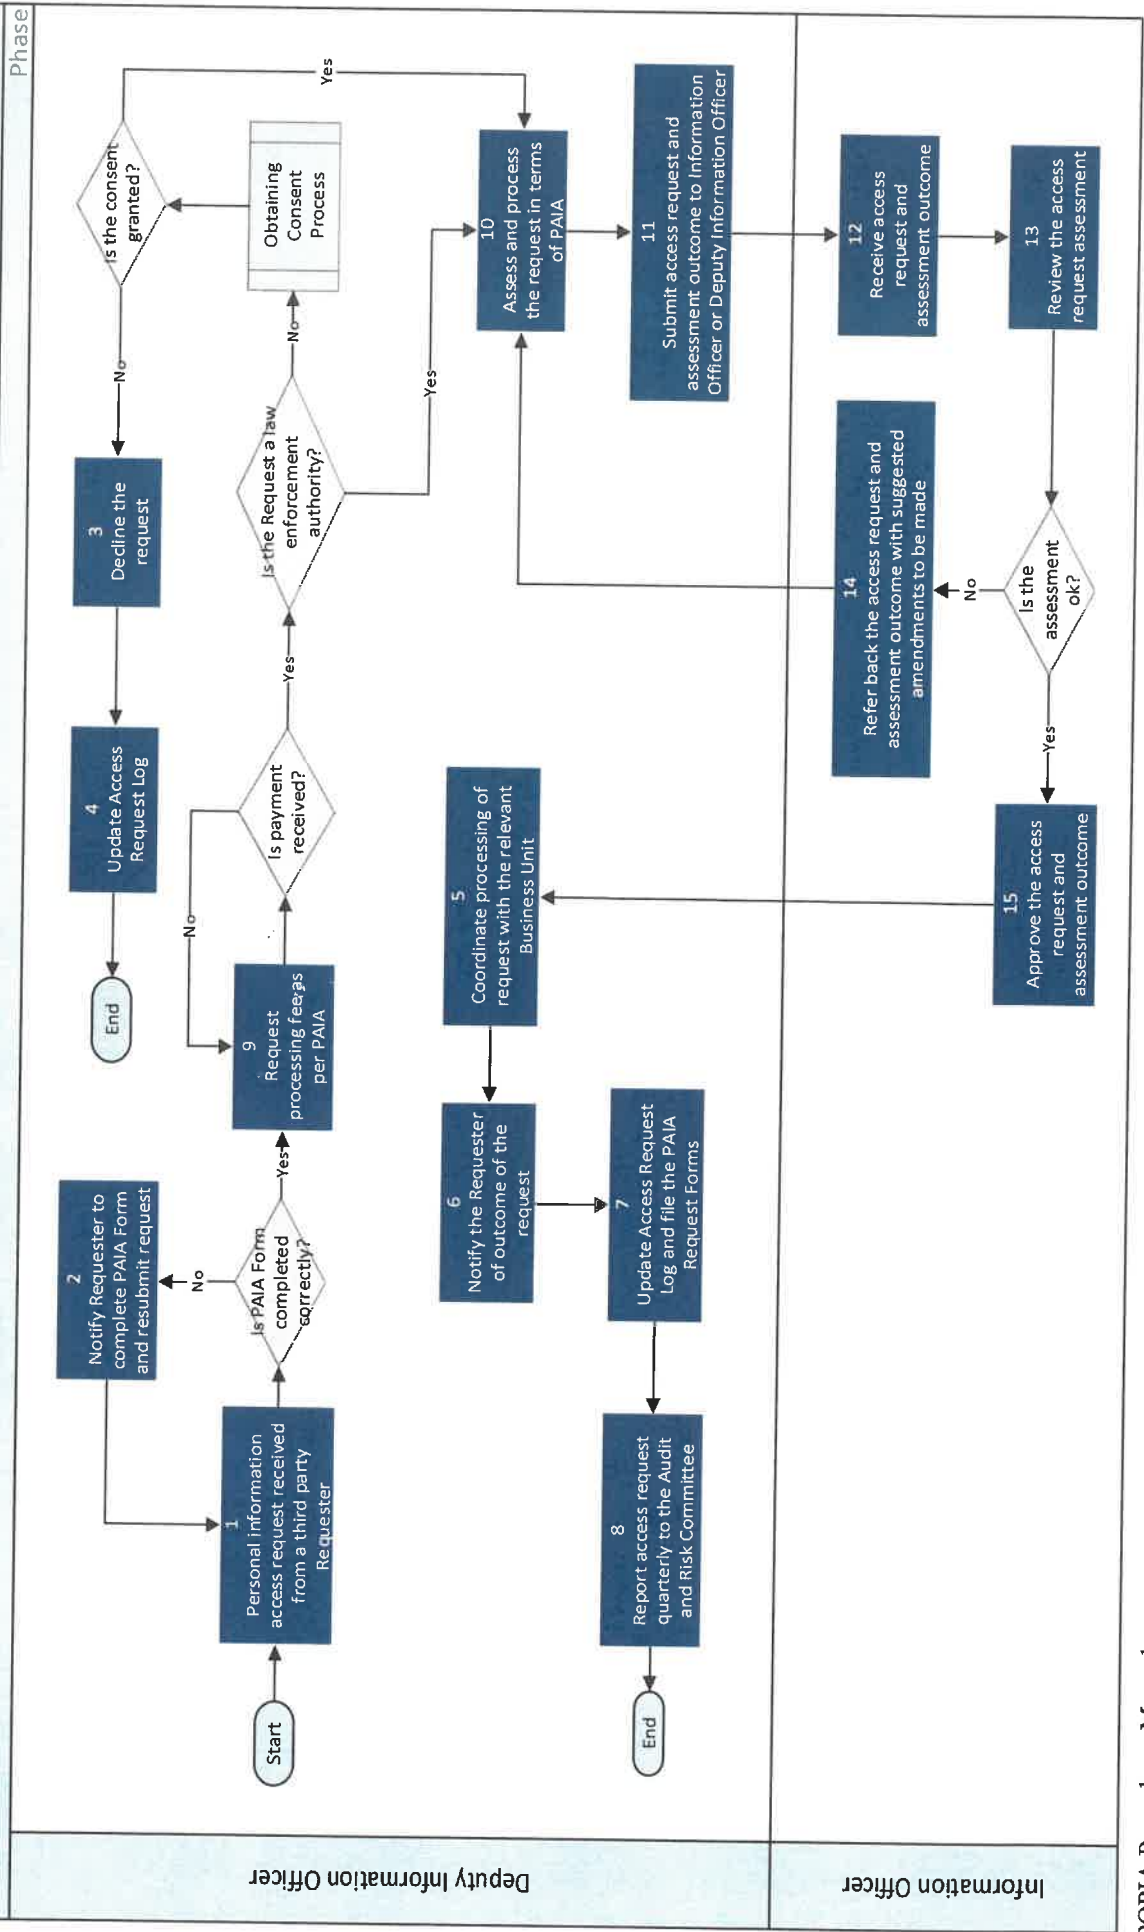 Phase
Deputy Information Officer
Start
1
Personal information
access request received
from a third party
Requester
Is PAIA Form
completed
correctly?
No
2
Notify Requester to
complete PAIA Form
and resubmit request
Yes
9
Request
processing fee as
per PAIA
Is payment
received?
No
Yes
Is the Request a law
enforcement
authority?
No
Obtaining
Consent
Process
Is the consent
granted?
No
3
Decline the
request
4
Update Access
Request Log
End
Yes
Yes
10
Assess and process
the request in terms
of PAIA
11
Submit access request and
assessment outcome to Information
Officer or Deputy Information Officer
5
Coordinate processing of
request with the relevant
Business Unit
6
Notify the Requester
of outcome of the
request
7
Update Access Request
Log and file the PAIA
Request Forms
8
Report access request
quarterly to the Audit
and Risk Committee
End
Information Officer
12
Receive access
request and
assessment outcome
13
Review the access
request assessment
Is the
assessment
ok?
No
14
Refer back the access request and
assessment outcome with suggested
amendments to be made
Yes
15
Approve the access
request and
assessment outcome